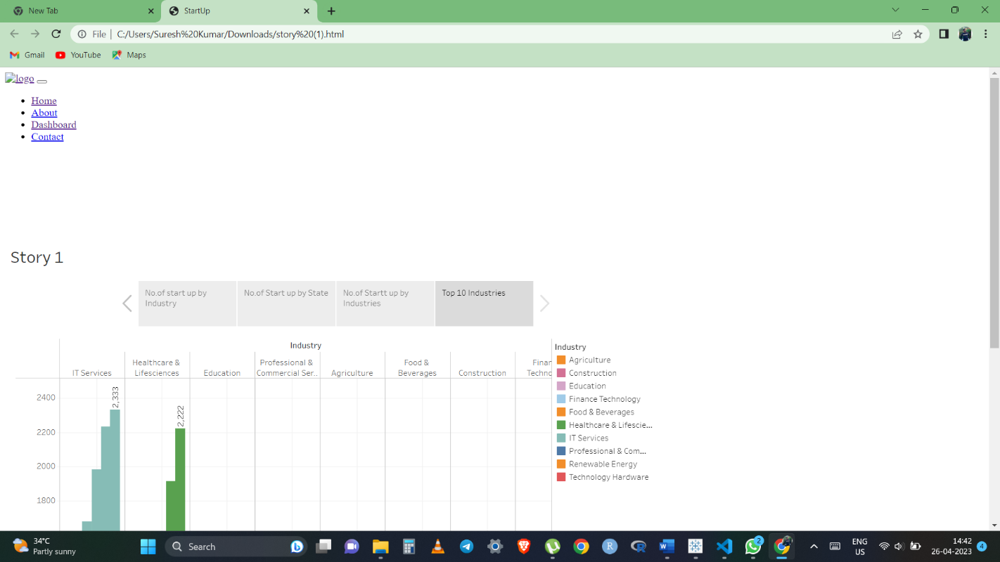 New Tab
StartUp
File
C:/Users/Suresh%20Kumar/Downloads/story%20(1).html
Gmail
YouTube
Maps
logo
Home
About
Dashboard
Contact
Story 1
No.of start up by
Industry
No.of Start up by State
No.of Startt up by
Industries
Top 10 Industries
Industry
IT Services
Healthcare &
Lifesciences
Education
Professional &
Commercial Ser..
Agriculture
Food &
Beverages
Construction
Finar
Techno
2400
2200
2000
1800
2,333
2,222
Industry
Agriculture
Construction
Education
Finance Technology
Food & Beverages
Healthcare & Lifescie...
IT Services
Professional & Com...
Renewable Energy
Technology Hardware
34°C
Partly sunny
Search
2
ENG
US
14:42
26-04-2023
4